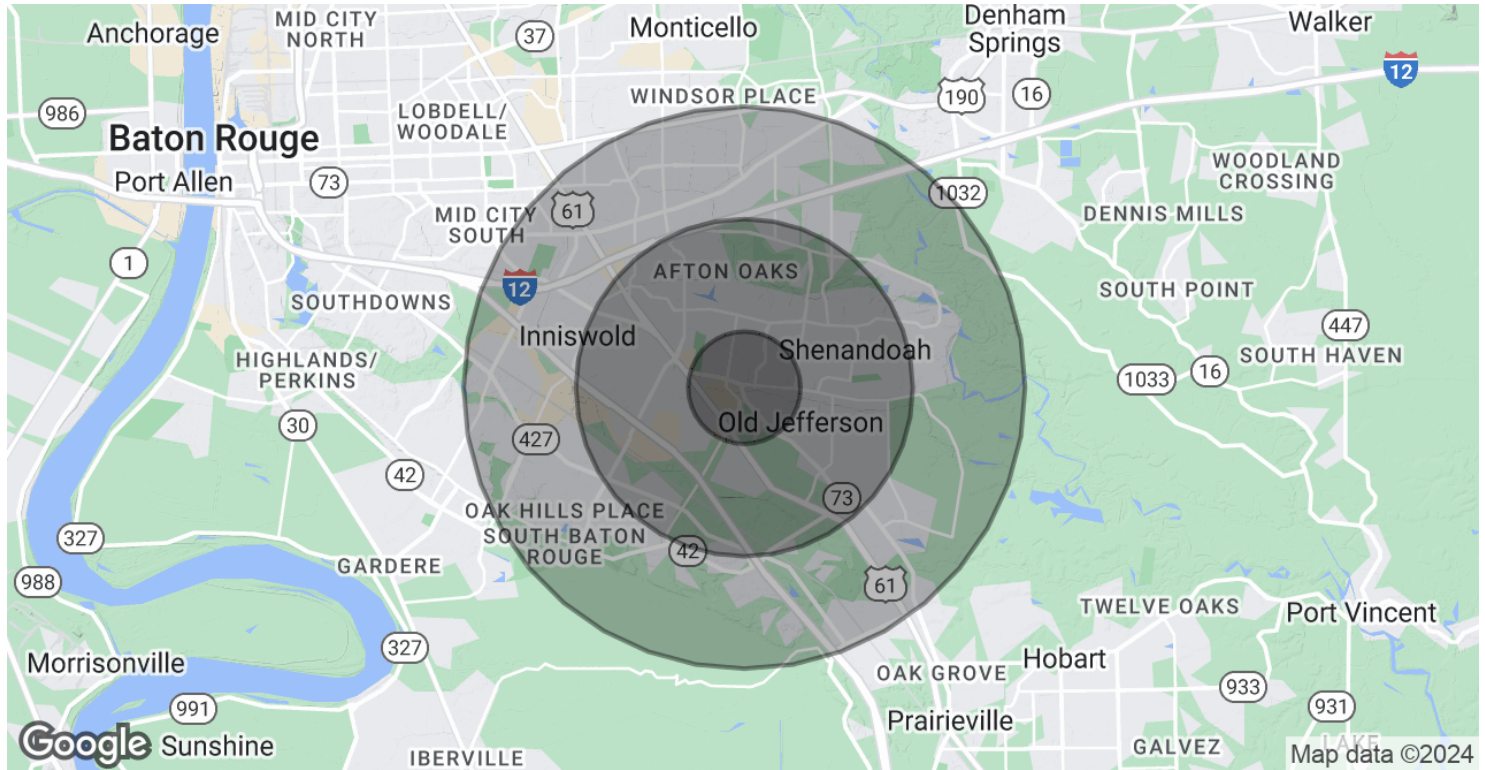 Anchorage
MID CITY
NORTH
37
Monticello
Denham
Springs
Walker
12
986
LOBDELL/
WOODALE
WINDSOR PLACE
190
16
Baton Rouge
Port Allen
73
MID CITY
SOUTH
61
1032
WOODLAND
CROSSING
DENNIS MILLS
1
SOUTHDOWNS
12
AFTON OAKS
SOUTH POINT
447
Inniswold
Shenandoah
SOUTH HAVEN
HIGHLANDS/
PERKINS
1033
16
30
427
Old Jefferson
42
73
OAK HILLS PLACE
SOUTH BATON
ROUGE
42
327
988
GARDERE
61
TWELVE OAKS
Port Vincent
327
Morrisonville
OAK GROVE
Hobart
933
991
931
Prairieville
Google
Sunshine
IBERVILLE
GALVEZ
LAKE
Map data ©2024